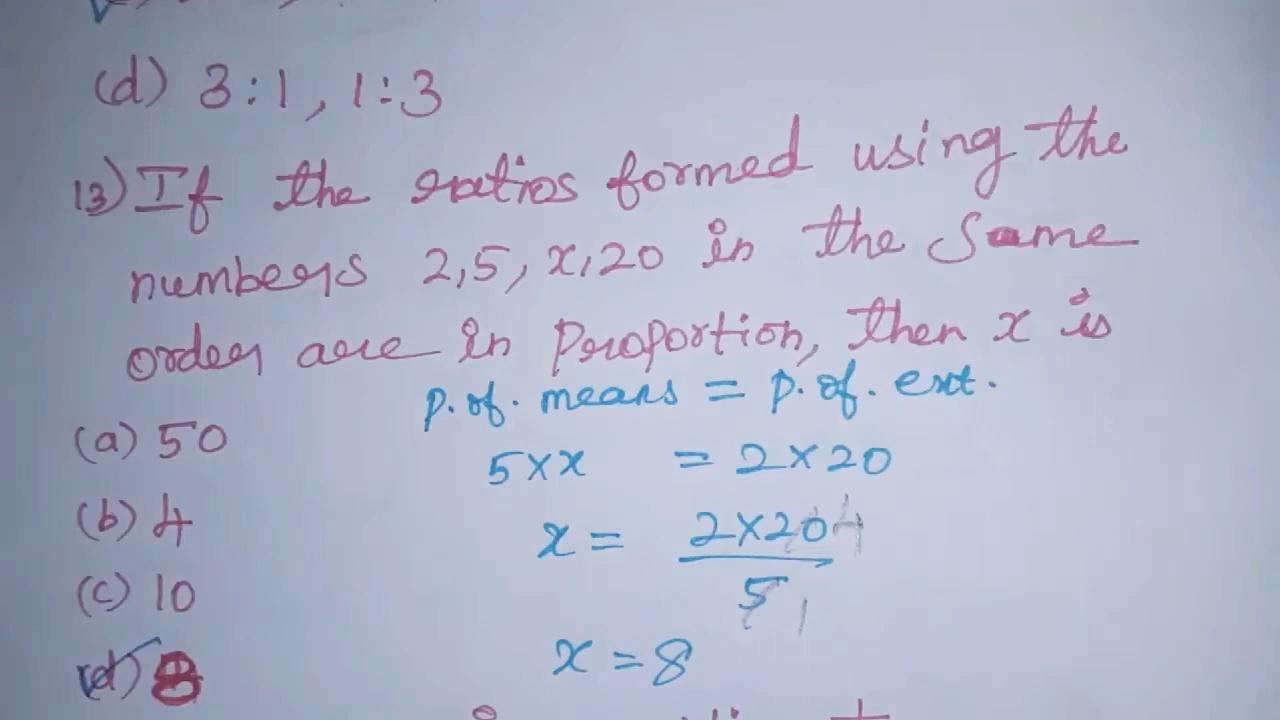 (d) 3:1, 1:3
13) If the ratios formed using the
numbers 2,5, x, 20 in the same
order are in proportion, then x is
p. of. means = p. of. ext.
(a) 50
5 × x = 2 × 20
(b) 4
x = 2×20 4
5 1
(c) 10
x = 8
(d) 8